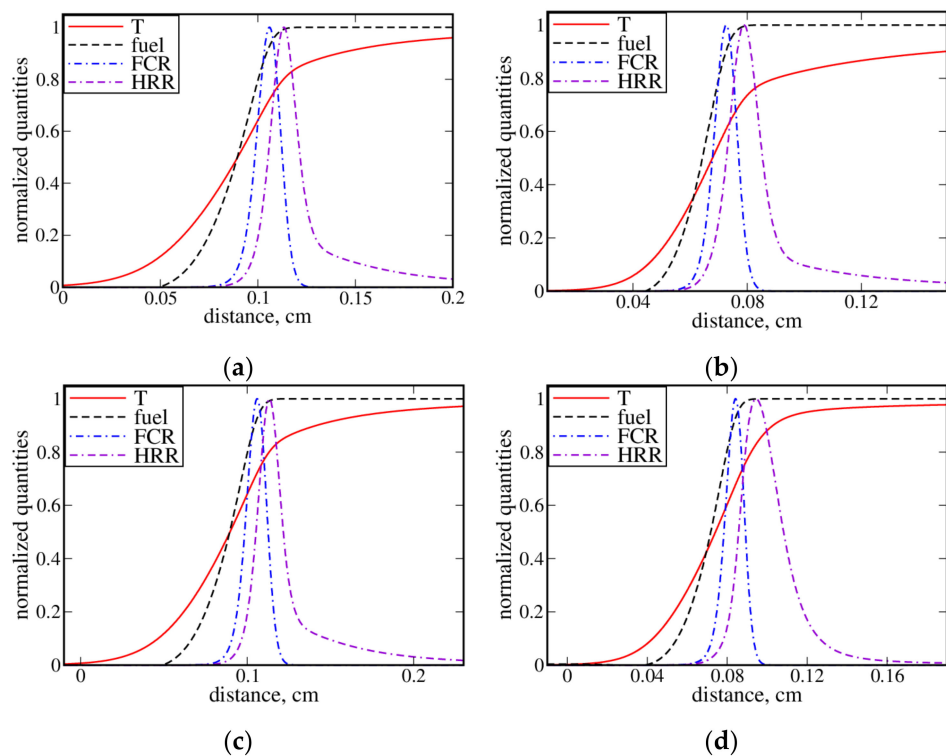 T
fuel
FCR
HRR
normalized quantities
1
0.8
0.6
0.4
0.2
0
0
0.05
0.1
0.15
0.2
distance, cm
(a)
T
fuel
FCR
HRR
normalized quantities
1
0.8
0.6
0.4
0.2
0
0.04
0.08
0.12
distance, cm
(b)
T
fuel
FCR
HRR
normalized quantities
1
0.8
0.6
0.4
0.2
0
0
0.1
0.2
distance, cm
(c)
T
fuel
FCR
HRR
normalized quantities
1
0.8
0.6
0.4
0.2
0
0
0.04
0.08
0.12
0.16
distance, cm
(d)